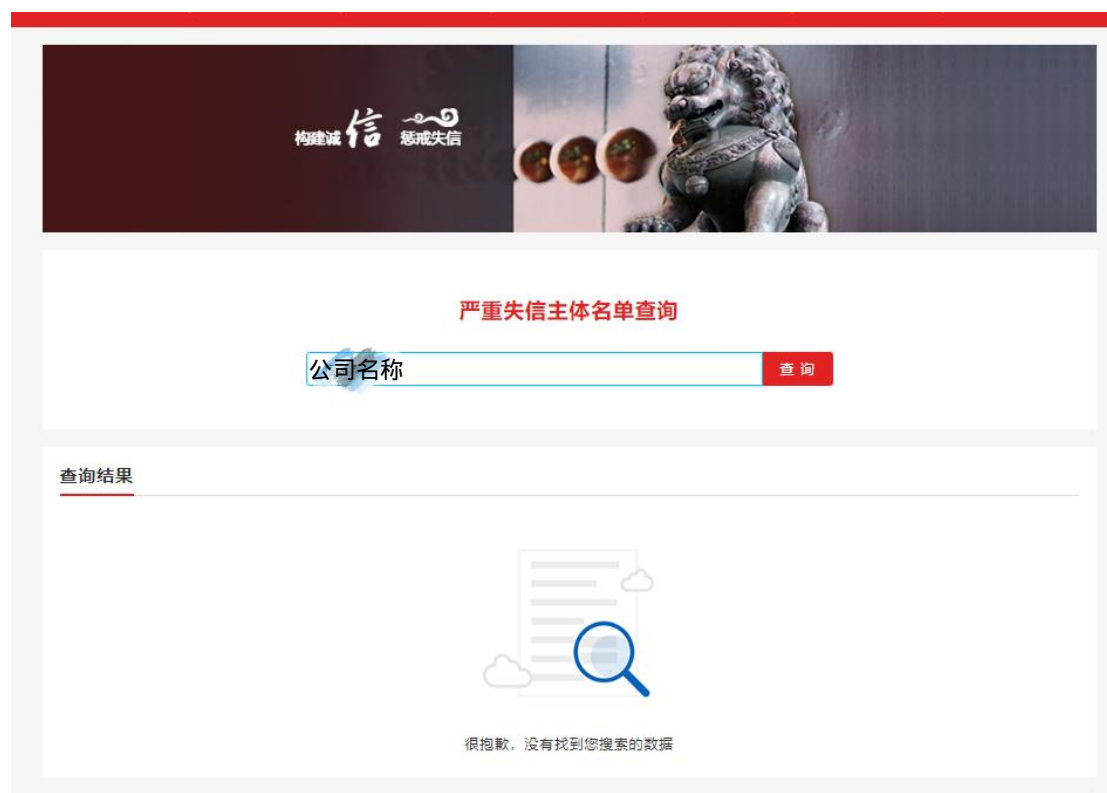 构建诚信 惩戒失信
严重失信主体名单查询
公司名称
查询
查询结果
很抱歉，没有找到您搜索的数据